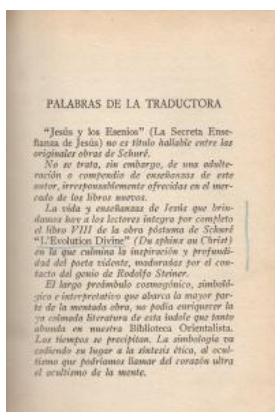 PALABRAS DE LA TRADUCTORA
"Jesús y los Esenios" (La Secreta Ense-
ñanza de Jesús) no es título hallable entre las
originales obras de Schuré.
No se trata, sin embargo, de una adulte-
ración o compendio de enseñanzas de este
autor, irresponsablemente ofrecidas en el mer-
cado de los libros nuevos.
La vida y enseñanzas de Jesús que brin-
damos hoy a los lectores integra por completo
el libro VIII de la obra póstuma de Schuré
"L'Evolution Divine" (Du sphinx au Christ)
en la que culmina la inspiración y profundi-
dad del poeta vidente, maduradas por el con-
tacto del genio de Rodolfo Steiner.
El largo preámbulo cosmogónico, simboló-
gico e interpretativo que abarca la mayor par-
te de la mentada obra, no podía enriquecer la
ya colmada literatura de esta índole que tanto
abunda en nuestra Biblioteca Orientalista.
Los tiempos se precipitan. La simbología va
cediendo su lugar a la síntesis ética, al ocul-
tismo que podríamos llamar del corazón ultra
el ocultismo de la mente.